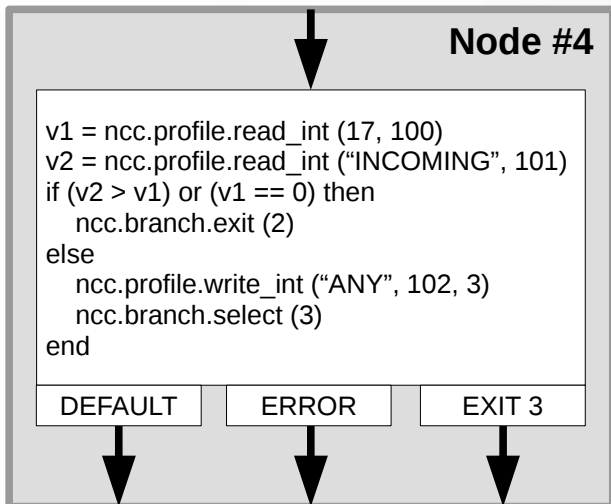 Node #4
v1 = ncc.profile.read_int (17, 100)
v2 = ncc.profile.read_int (“INCOMING”, 101)
if (v2 > v1) or (v1 == 0) then
ncc.branch.exit (2)
else
ncc.profile.write_int (“ANY”, 102, 3)
ncc.branch.select (3)
end
DEFAULT
ERROR
EXIT 3